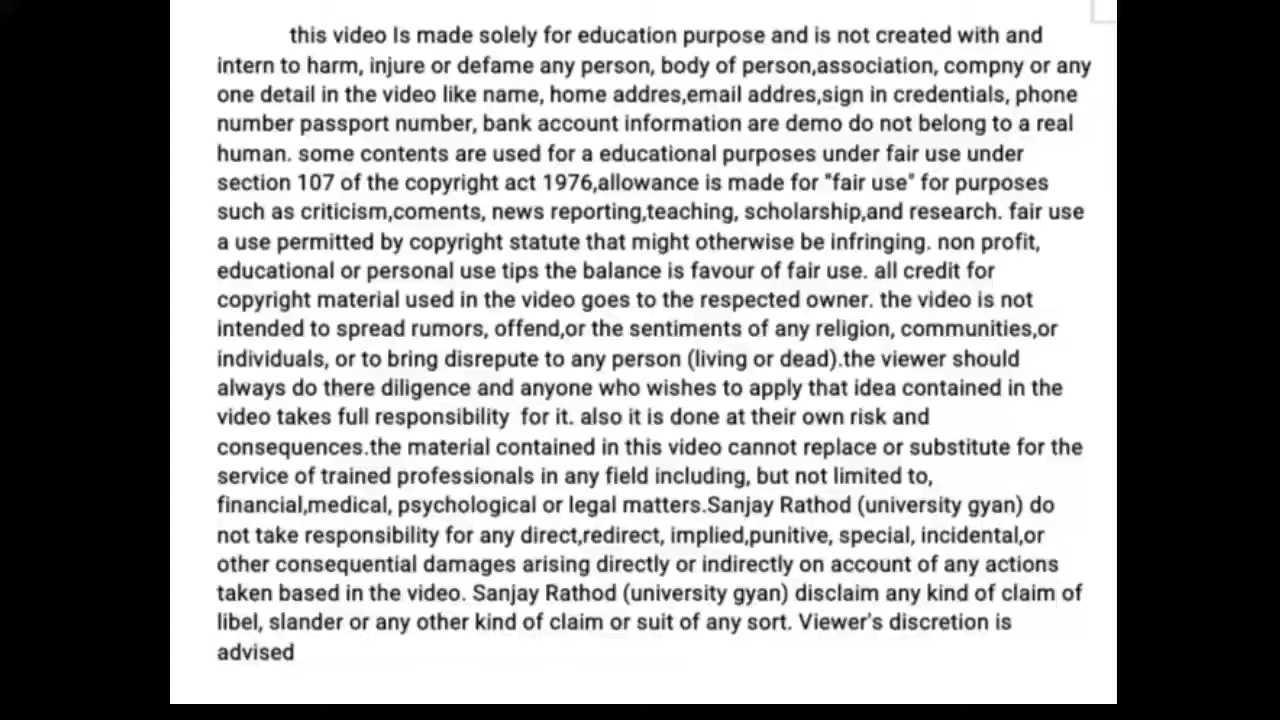 this video Is made solely for education purpose and is not created with and
intern to harm, injure or defame any person, body of person,association, compny or any
one detail in the video like name, home addres,email addres,sign in credentials, phone
number passport number, bank account information are demo do not belong to a real
human. some contents are used for a educational purposes under fair use under
section 107 of the copyright act 1976,allowance is made for "fair use" for purposes
such as criticism,coments, news reporting,teaching, scholarship,and research. fair use
a use permitted by copyright statute that might otherwise be infringing. non profit,
educational or personal use tips the balance is favour of fair use. all credit for
copyright material used in the video goes to the respected owner. the video is not
intended to spread rumors, offend,or the sentiments of any religion, communities,or
individuals, or to bring disrepute to any person (living or dead).the viewer should
always do there diligence and anyone who wishes to apply that idea contained in the
video takes full responsibility for it. also it is done at their own risk and
consequences.the material contained in this video cannot replace or substitute for the
service of trained professionals in any field including, but not limited to,
financial,medical, psychological or legal matters.Sanjay Rathod (university gyan) do
not take responsibility for any direct,redirect, implied,punitive, special, incidental,or
other consequential damages arising directly or indirectly on account of any actions
taken based in the video. Sanjay Rathod (university gyan) disclaim any kind of claim of
libel, slander or any other kind of claim or suit of any sort. Viewer's discretion is
advised